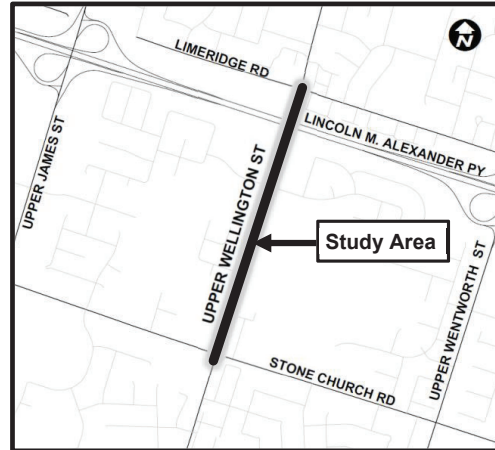 N
LIMERIDGE RD
LINCOLN M. ALEXANDER PY
UPPER JAMES ST
UPPER WELLINGTON ST
Study Area
UPPER WENTWORTH ST
STONE CHURCH RD